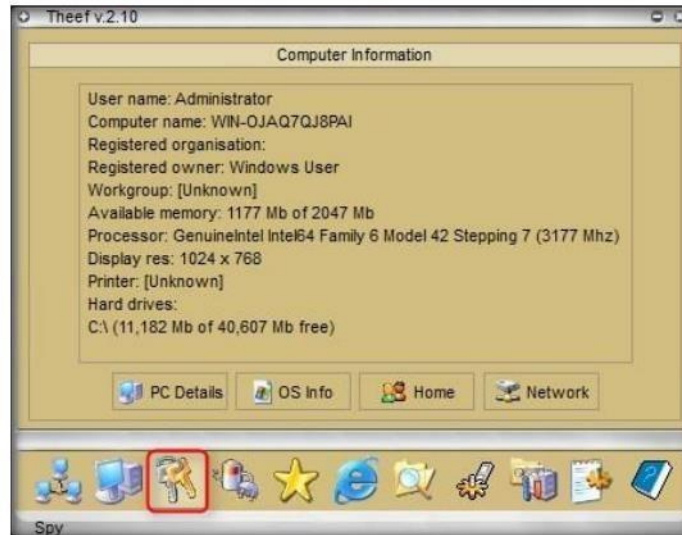 Theef v.2.10
Computer Information
User name: Administrator
Computer name: WIN-OJAQ7QJ8PAI
Registered organisation:
Registered owner: Windows User
Workgroup: [Unknown]
Available memory: 1177 Mb of 2047 Mb
Processor: GenuineIntel Intel64 Family 6 Model 42 Stepping 7 (3177 Mhz)
Display res: 1024 x 768
Printer: [Unknown]
Hard drives:
C:\ (11,182 Mb of 40,607 Mb free)
PC Details OS Info Home Network
Spy